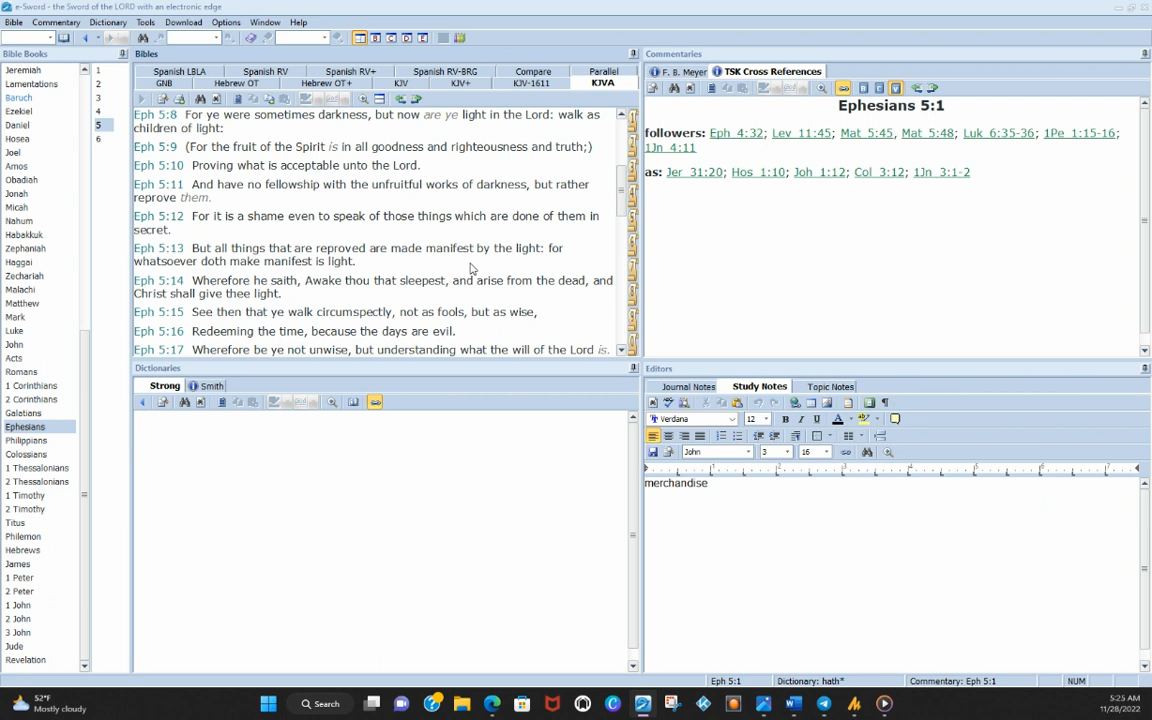 e-Sword - the Sword of the LORD with an electronic edge
Bible Commentary Dictionary Tools Download Options Window Help
Bible Books
Jeremiah
Lamentations
Baruch
Ezekiel
Daniel
Hosea
Joel
Amos
Obadiah
Jonah
Micah
Nahum
Habakkuk
Zephaniah
Haggai
Zechariah
Malachi
Matthew
Mark
Luke
John
Acts
Romans
1 Corinthians
2 Corinthians
Galatians
Ephesians
Philippians
Colossians
1 Thessalonians
2 Thessalonians
1 Timothy
2 Timothy
Titus
Philemon
Hebrews
James
1 Peter
2 Peter
1 John
2 John
3 John
Jude
Revelation
1
2
3
4
5
6
Bibles
Spanish LBLA Spanish RV Spanish RV+ Spanish RV-BRG Compare Parallel
GNB Hebrew OT Hebrew OT+ KJV KJV+ KJV-1611 KJVA
Eph 5:8 For ye were sometimes darkness, but now are ye light in the Lord: walk as
children of light:
Eph 5:9 (For the fruit of the Spirit is in all goodness and righteousness and truth;)
Eph 5:10 Proving what is acceptable unto the Lord.
Eph 5:11 And have no fellowship with the unfruitful works of darkness, but rather
reprove them.
Eph 5:12 For it is a shame even to speak of those things which are done of them in
secret.
Eph 5:13 But all things that are reproved are made manifest by the light: for
whatsoever doth make manifest is light.
Eph 5:14 Wherefore he saith, Awake thou that sleepest, and arise from the dead, and
Christ shall give thee light.
Eph 5:15 See then that ye walk circumspectly, not as fools, but as wise,
Eph 5:16 Redeeming the time, because the days are evil.
Eph 5:17 Wherefore be ye not unwise, but understanding what the will of the Lord is.
Commentaries
F. B. Meyer TSK Cross References
Ephesians 5:1
followers: Eph 4:32; Lev 11:45; Mat 5:45, Mat 5:48; Luk 6:35-36; 1Pe 1:15-16;
1Jn 4:11
as: Jer 31:20; Hos 1:10; Joh 1:12; Col 3:12; 1Jn 3:1-2
Dictionaries
Strong Smith
Editors
Journal Notes Study Notes Topic Notes
Verdana 12 B I U A
John 3 16
1 2 3 4 5 6 7
merchandise
Eph 5:1 Dictionary: hath* Commentary: Eph 5:1 NUM
52°F
Mostly cloudy
Search
5:25 AM
11/28/2022